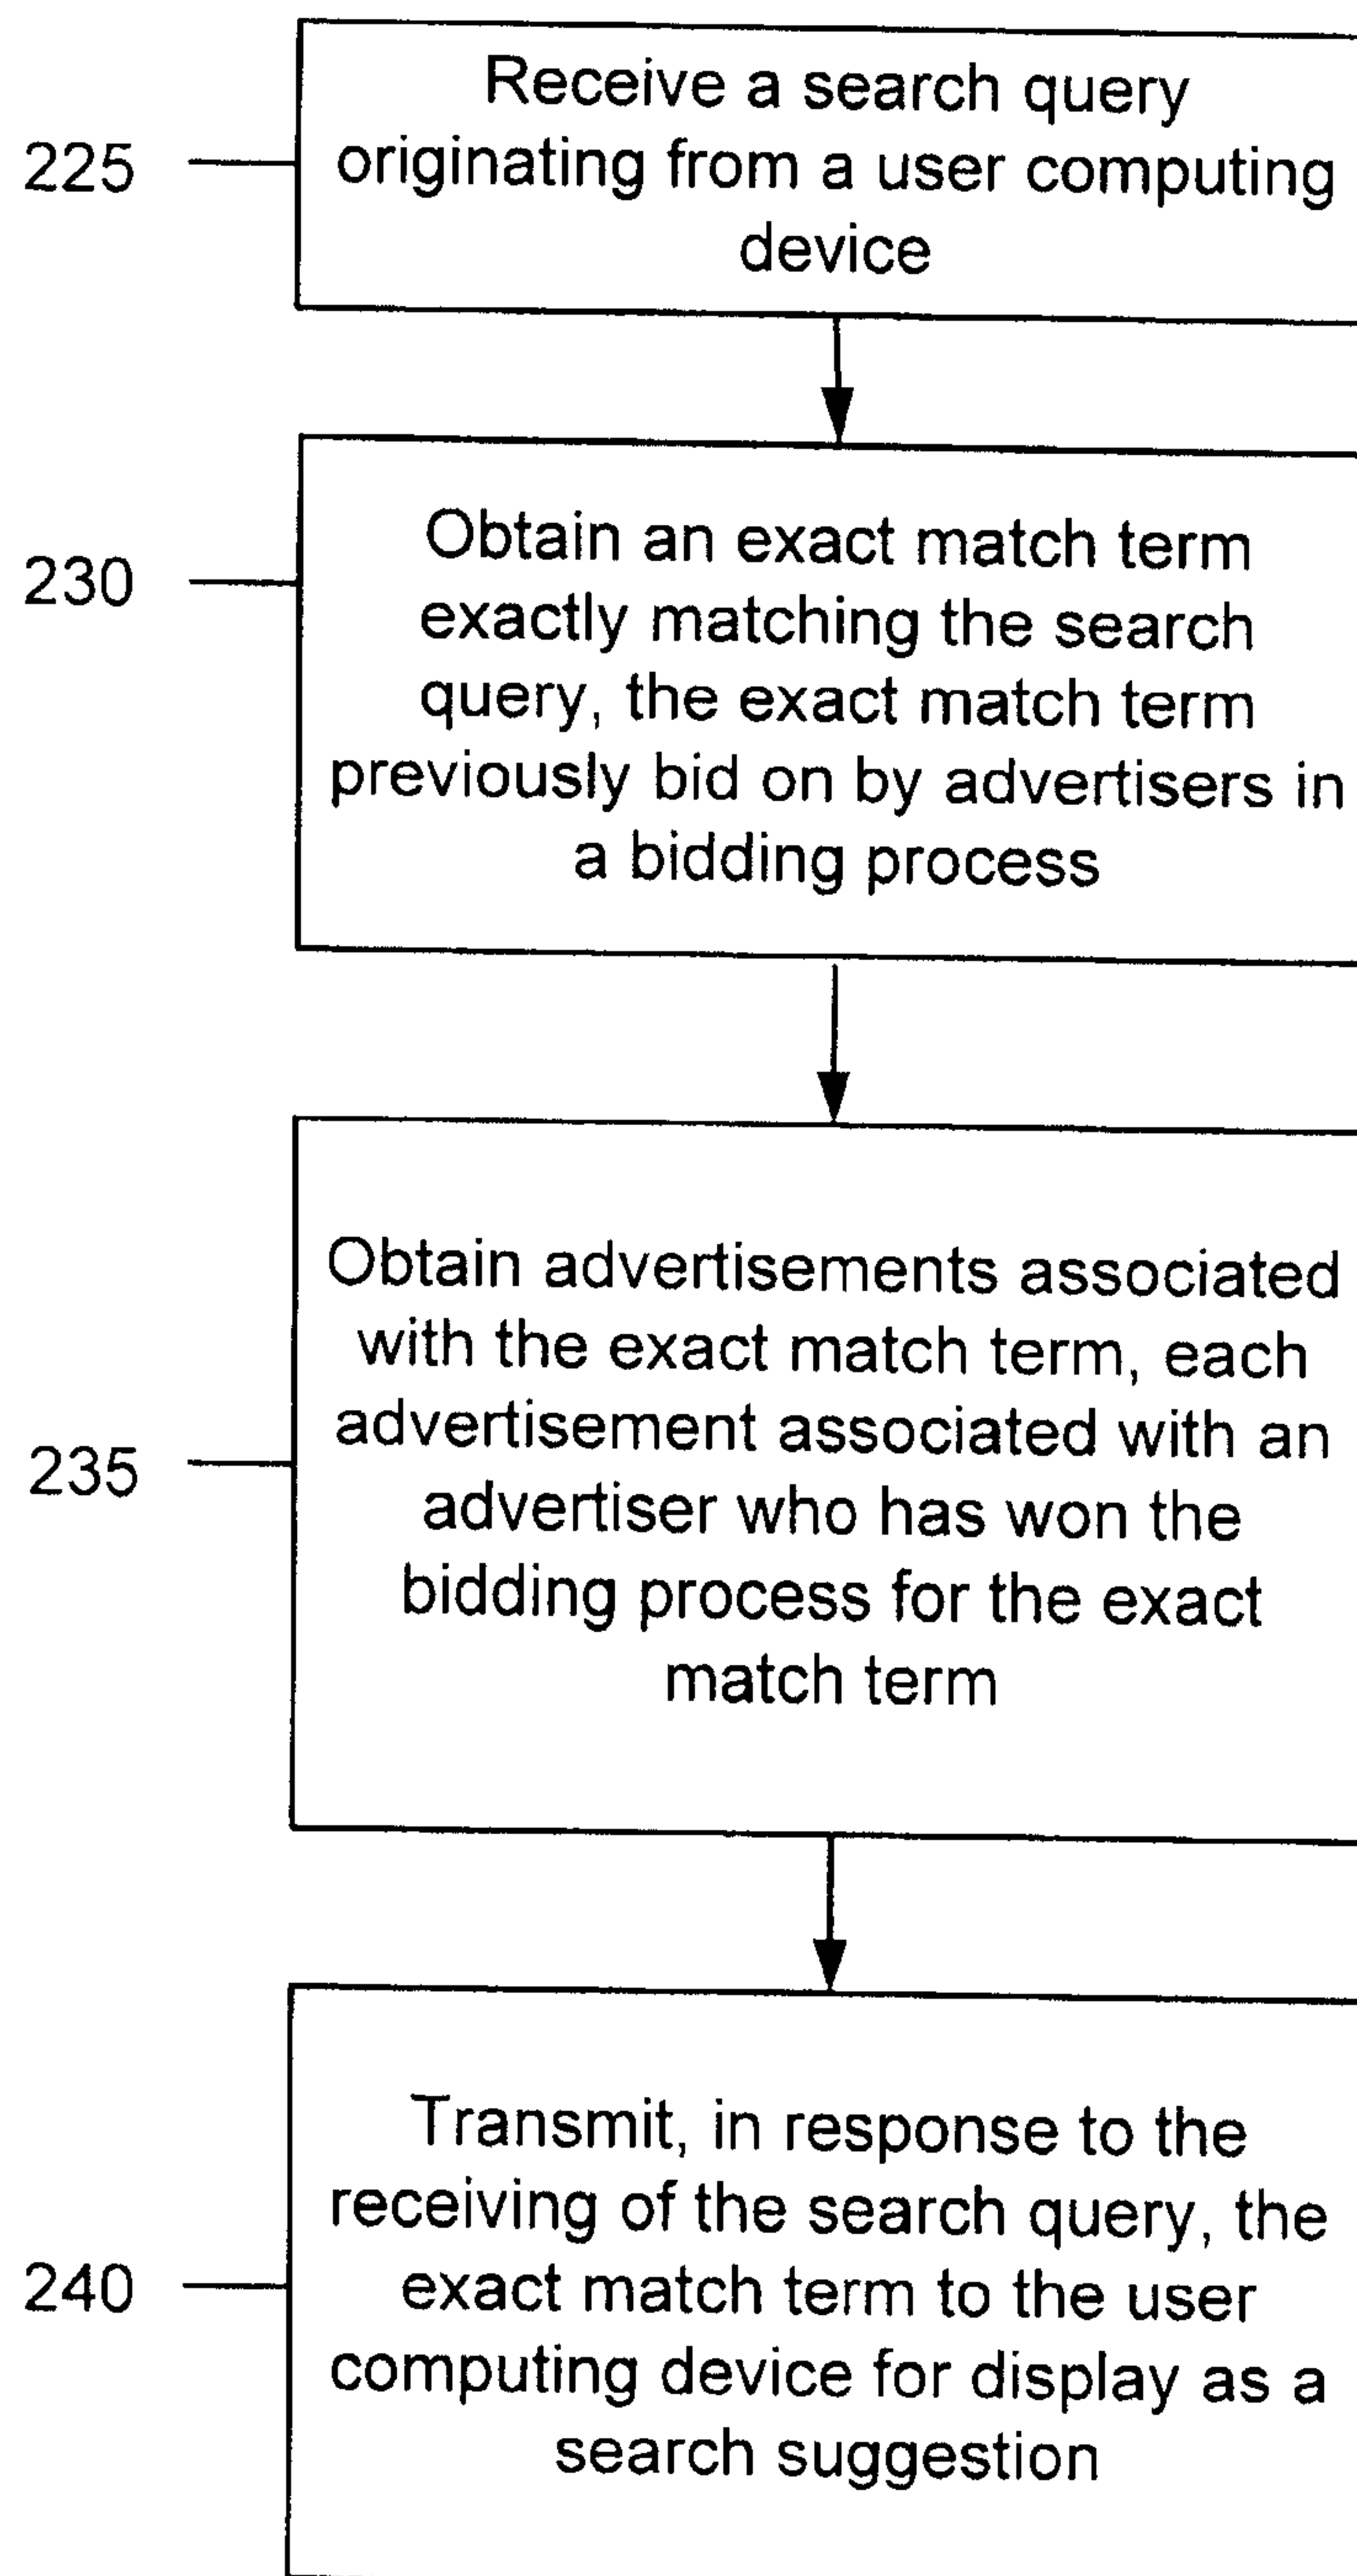 225
Receive a search query
originating from a user computing
device
230
Obtain an exact match term
exactly matching the search
query, the exact match term
previously bid on by advertisers in
a bidding process
235
Obtain advertisements associated
with the exact match term, each
advertisement associated with an
advertiser who has won the
bidding process for the exact
match term
240
Transmit, in response to the
receiving of the search query, the
exact match term to the user
computing device for display as a
search suggestion